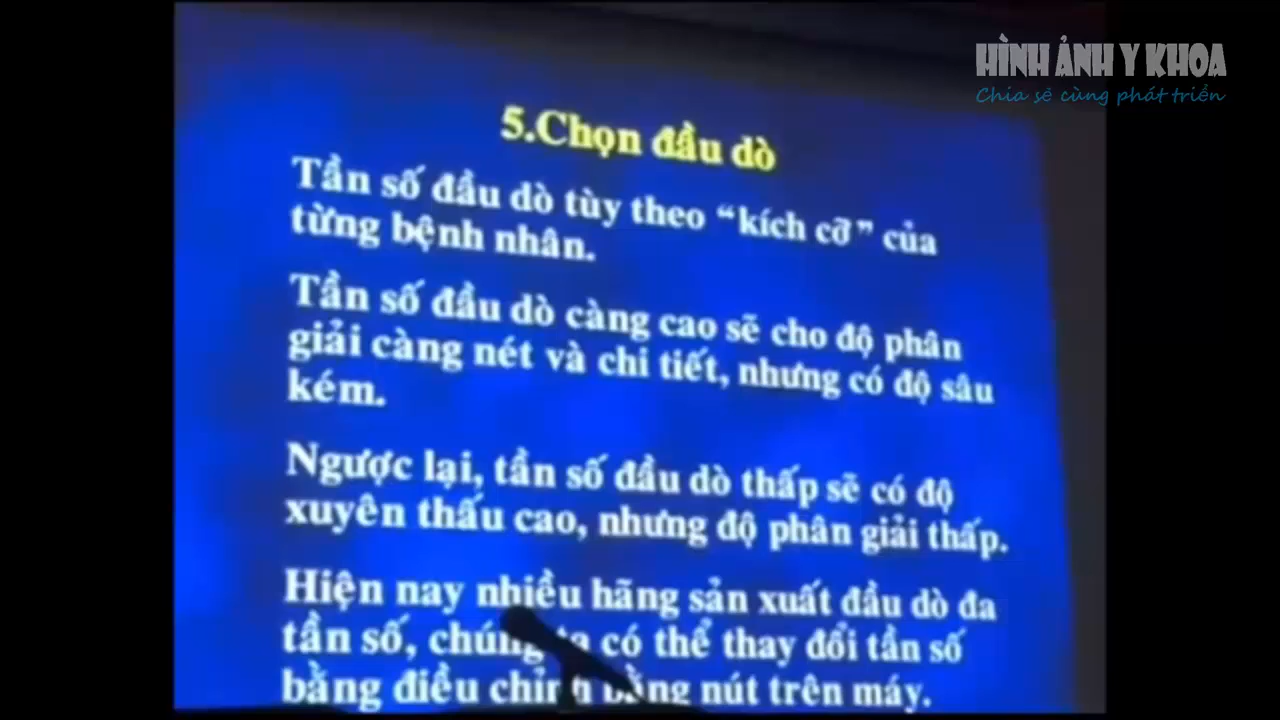 HÌNH ẢNH Y KHOA
Chia sẻ cùng phát triển
5.Chọn đầu dò
Tần số đầu dò tùy theo “kích cỡ” của
từng bệnh nhân.
Tần số đầu dò càng cao sẽ cho độ phân
giải càng nét và chi tiết, nhưng có độ sâu
kém.
Ngược lại, tần số đầu dò thấp sẽ có độ
xuyên thấu cao, nhưng độ phân giải thấp.
Hiện nay nhiều hãng sản xuất đầu dò đa
tần số, chúng ta có thể thay đổi tần số
bằng điều chỉnh bằng nút trên máy.